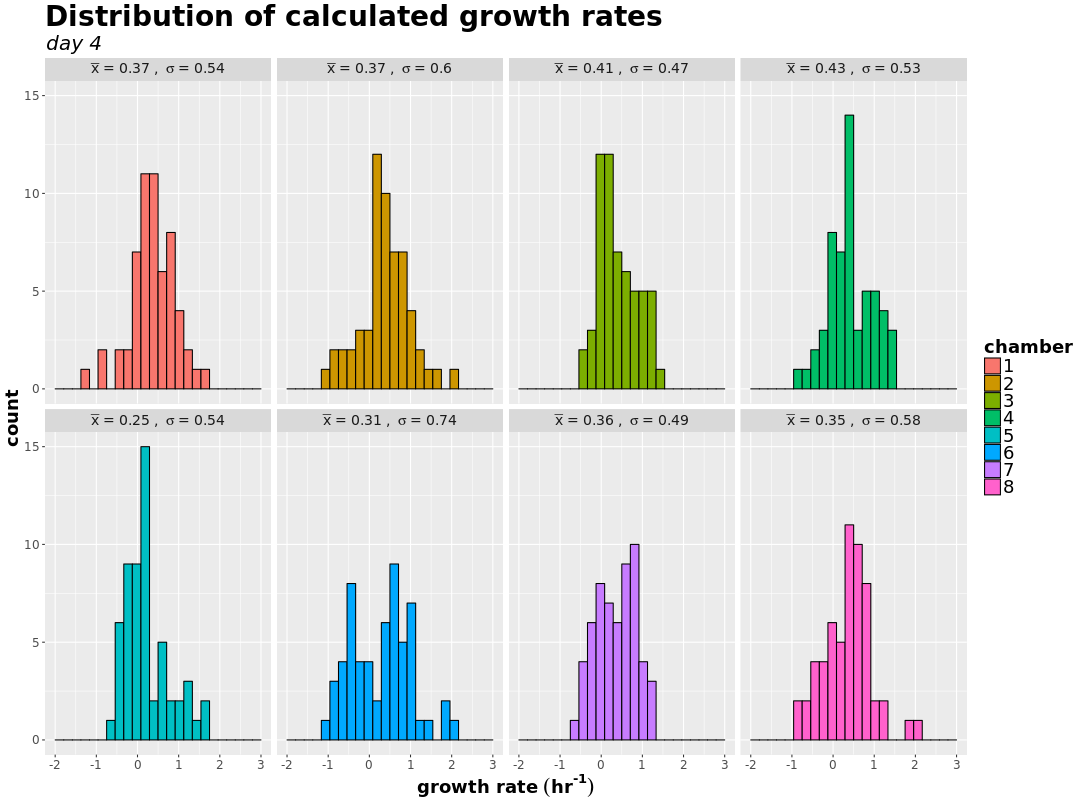 Distribution of calculated growth rates
day 4
x̅ = 0.37 , σ = 0.54
x̅ = 0.37 , σ = 0.6
x̅ = 0.41 , σ = 0.47
x̅ = 0.43 , σ = 0.53
15
10
5
0
x̅ = 0.25 , σ = 0.54
x̅ = 0.31 , σ = 0.74
x̅ = 0.36 , σ = 0.49
x̅ = 0.35 , σ = 0.58
15
10
5
0
-2 -1 0 1 2 3
-2 -1 0 1 2 3
-2 -1 0 1 2 3
-2 -1 0 1 2 3
count
growth rate (hr⁻¹)
chamber
1
2
3
4
5
6
7
8